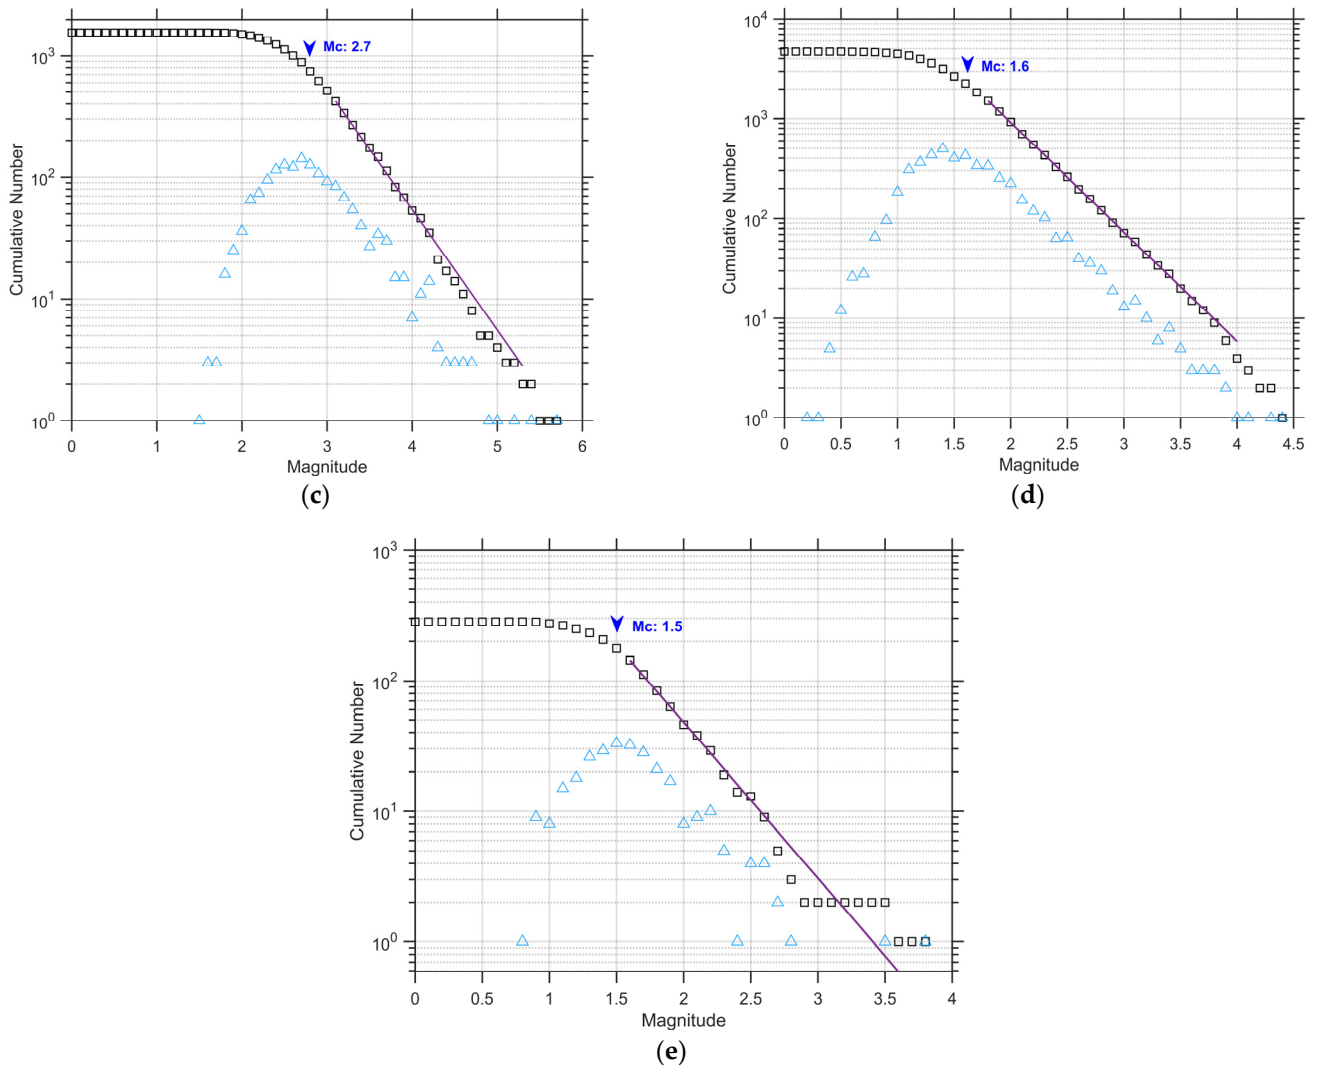 Mc: 2.7
10³
10²
10¹
10⁰
Cumulative Number
0 1 2 3 4 5 6
Magnitude
(c)
10⁴
Mc: 1.6
10³
10²
10¹
10⁰
Cumulative Number
0 0.5 1 1.5 2 2.5 3 3.5 4 4.5
Magnitude
(d)
10³
Mc: 1.5
10²
10¹
10⁰
Cumulative Number
0 0.5 1 1.5 2 2.5 3 3.5 4
Magnitude
(e)